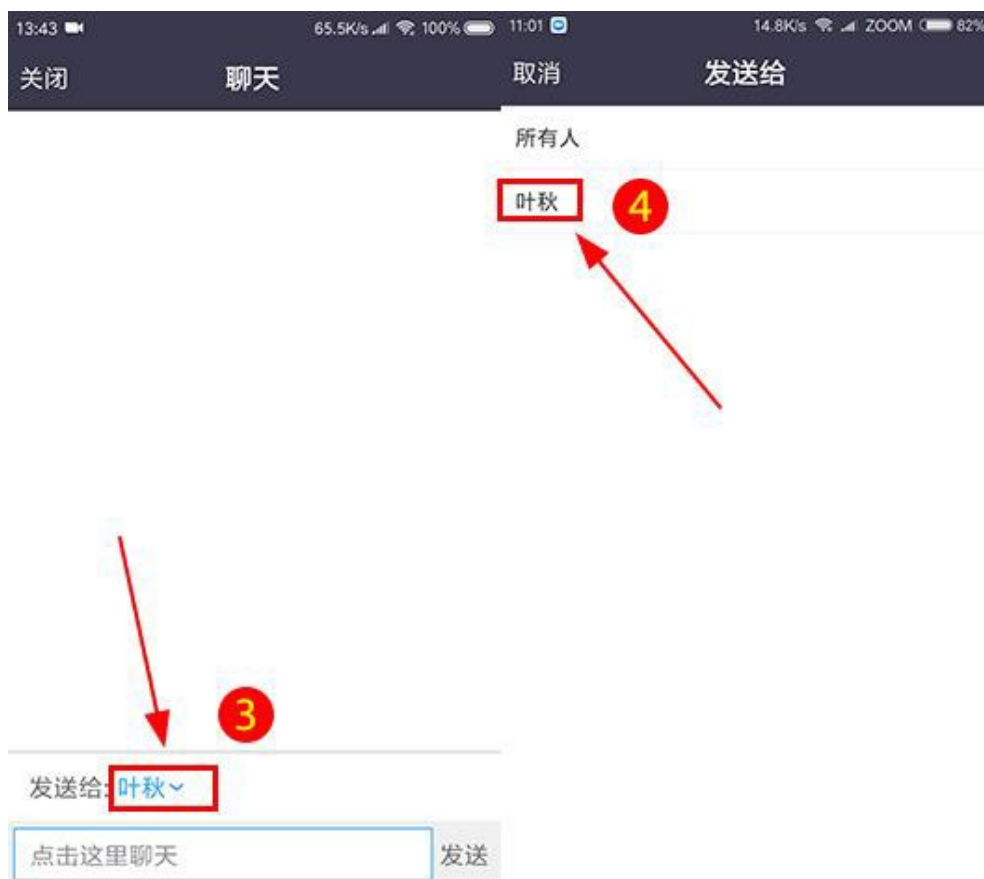 13:43 65.5K/s 100%
关闭 聊天
3
发送给:叶秋
点击这里聊天 发送
11:01 14.8K/s ZOOM 82%
取消 发送给
所有人
叶秋 4